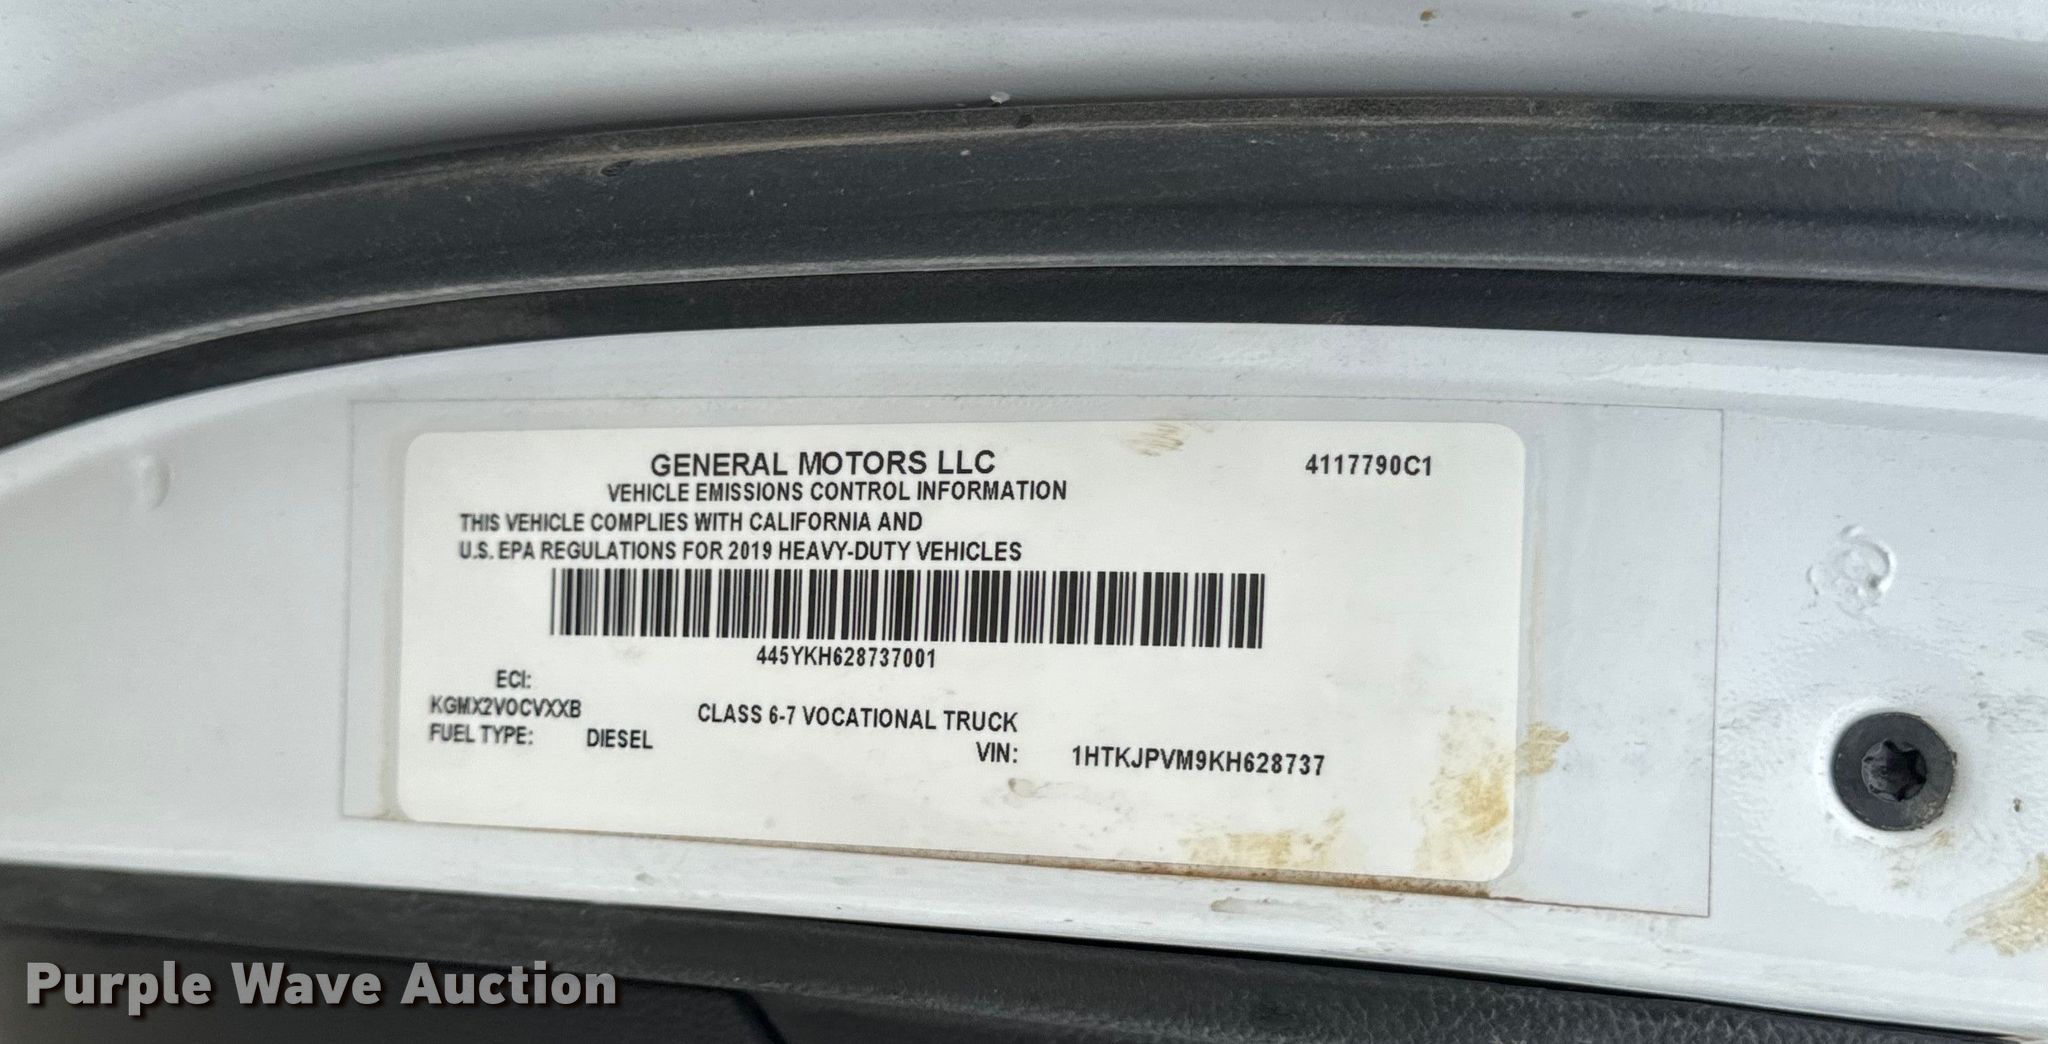 GENERAL MOTORS LLC
4117790C1
VEHICLE EMISSIONS CONTROL INFORMATION
THIS VEHICLE COMPLIES WITH CALIFORNIA AND
U.S. EPA REGULATIONS FOR 2019 HEAVY-DUTY VEHICLES
445YKH628737001
ECI:
KGMX2VOCVXXB
CLASS 6-7 VOCATIONAL TRUCK
FUEL TYPE: DIESEL
VIN: 1HTKJPVM9KH628737
Purple Wave Auction